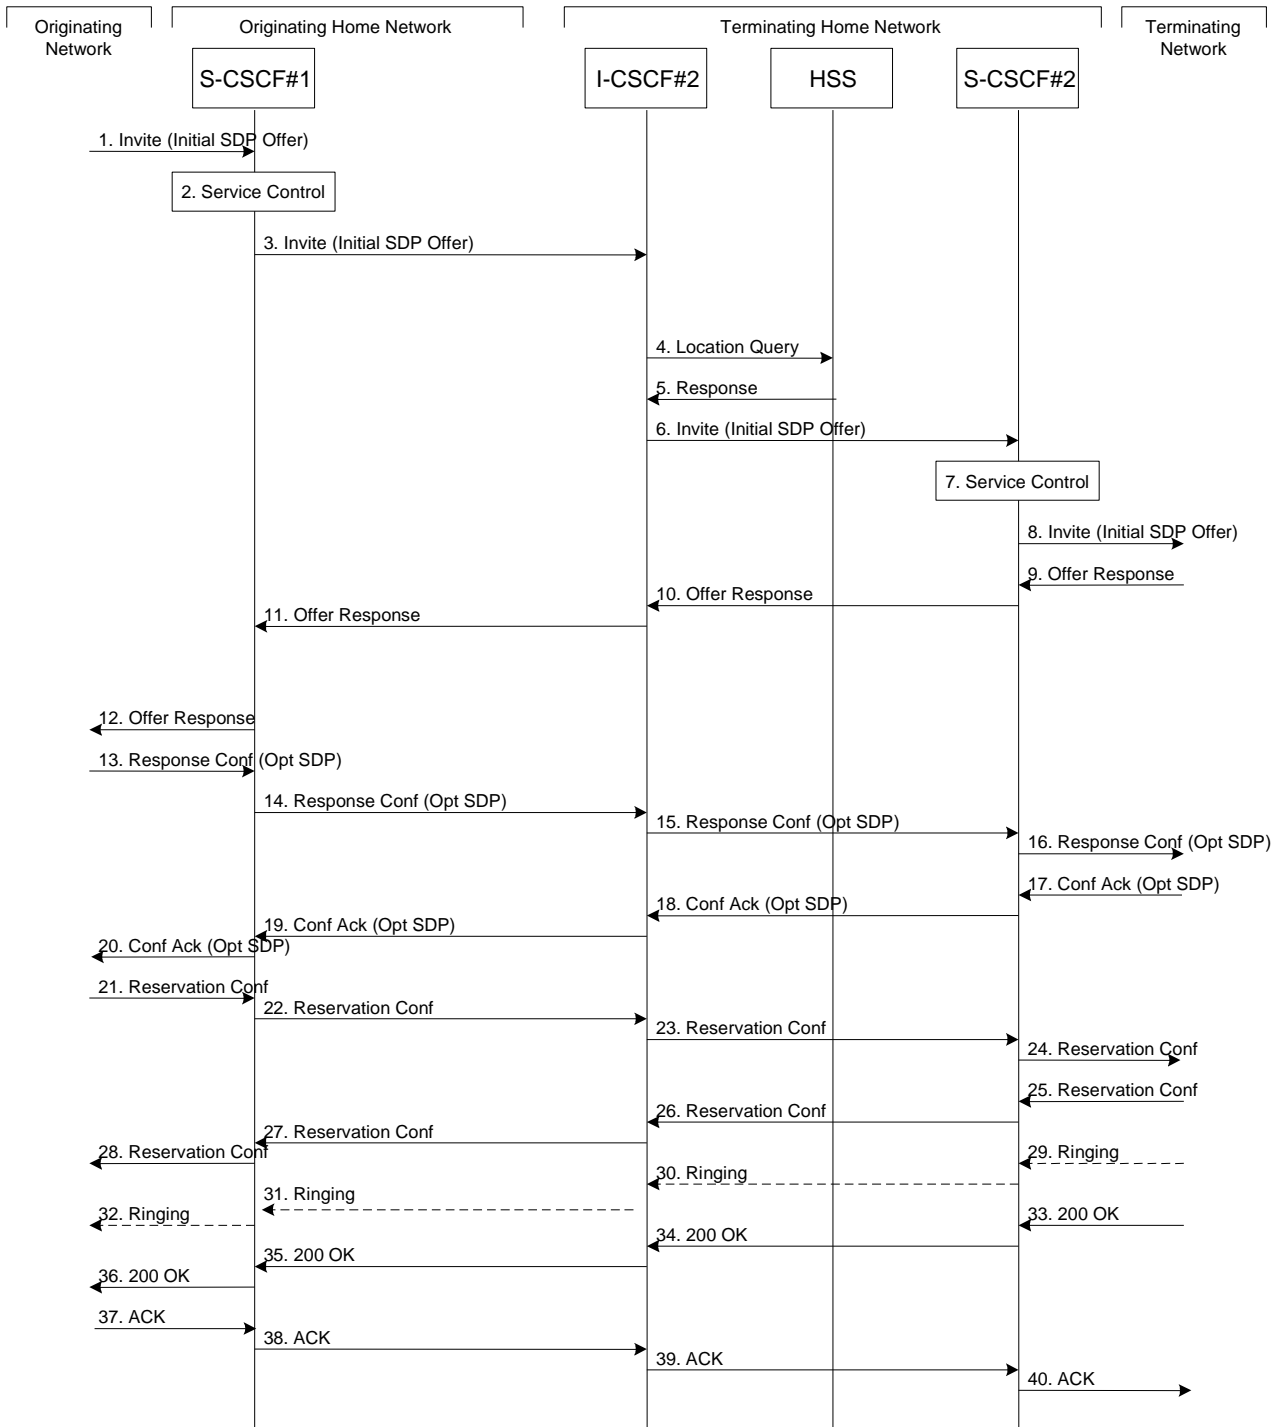 Originating
Network
Originating Home Network
Terminating Home Network
Terminating
Network
S-CSCF#1
I-CSCF#2
HSS
S-CSCF#2
1. Invite (Initial SDP Offer)
2. Service Control
3. Invite (Initial SDP Offer)
4. Location Query
5. Response
6. Invite (Initial SDP Offer)
7. Service Control
8. Invite (Initial SDP Offer)
9. Offer Response
10. Offer Response
11. Offer Response
12. Offer Response
13. Response Conf (Opt SDP)
14. Response Conf (Opt SDP)
15. Response Conf (Opt SDP)
16. Response Conf (Opt SDP)
17. Conf Ack (Opt SDP)
18. Conf Ack (Opt SDP)
19. Conf Ack (Opt SDP)
20. Conf Ack (Opt SDP)
21. Reservation Conf
22. Reservation Conf
23. Reservation Conf
24. Reservation Conf
25. Reservation Conf
26. Reservation Conf
27. Reservation Conf
28. Reservation Conf
29. Ringing
30. Ringing
31. Ringing
32. Ringing
33. 200 OK
34. 200 OK
35. 200 OK
36. 200 OK
37. ACK
38. ACK
39. ACK
40. ACK